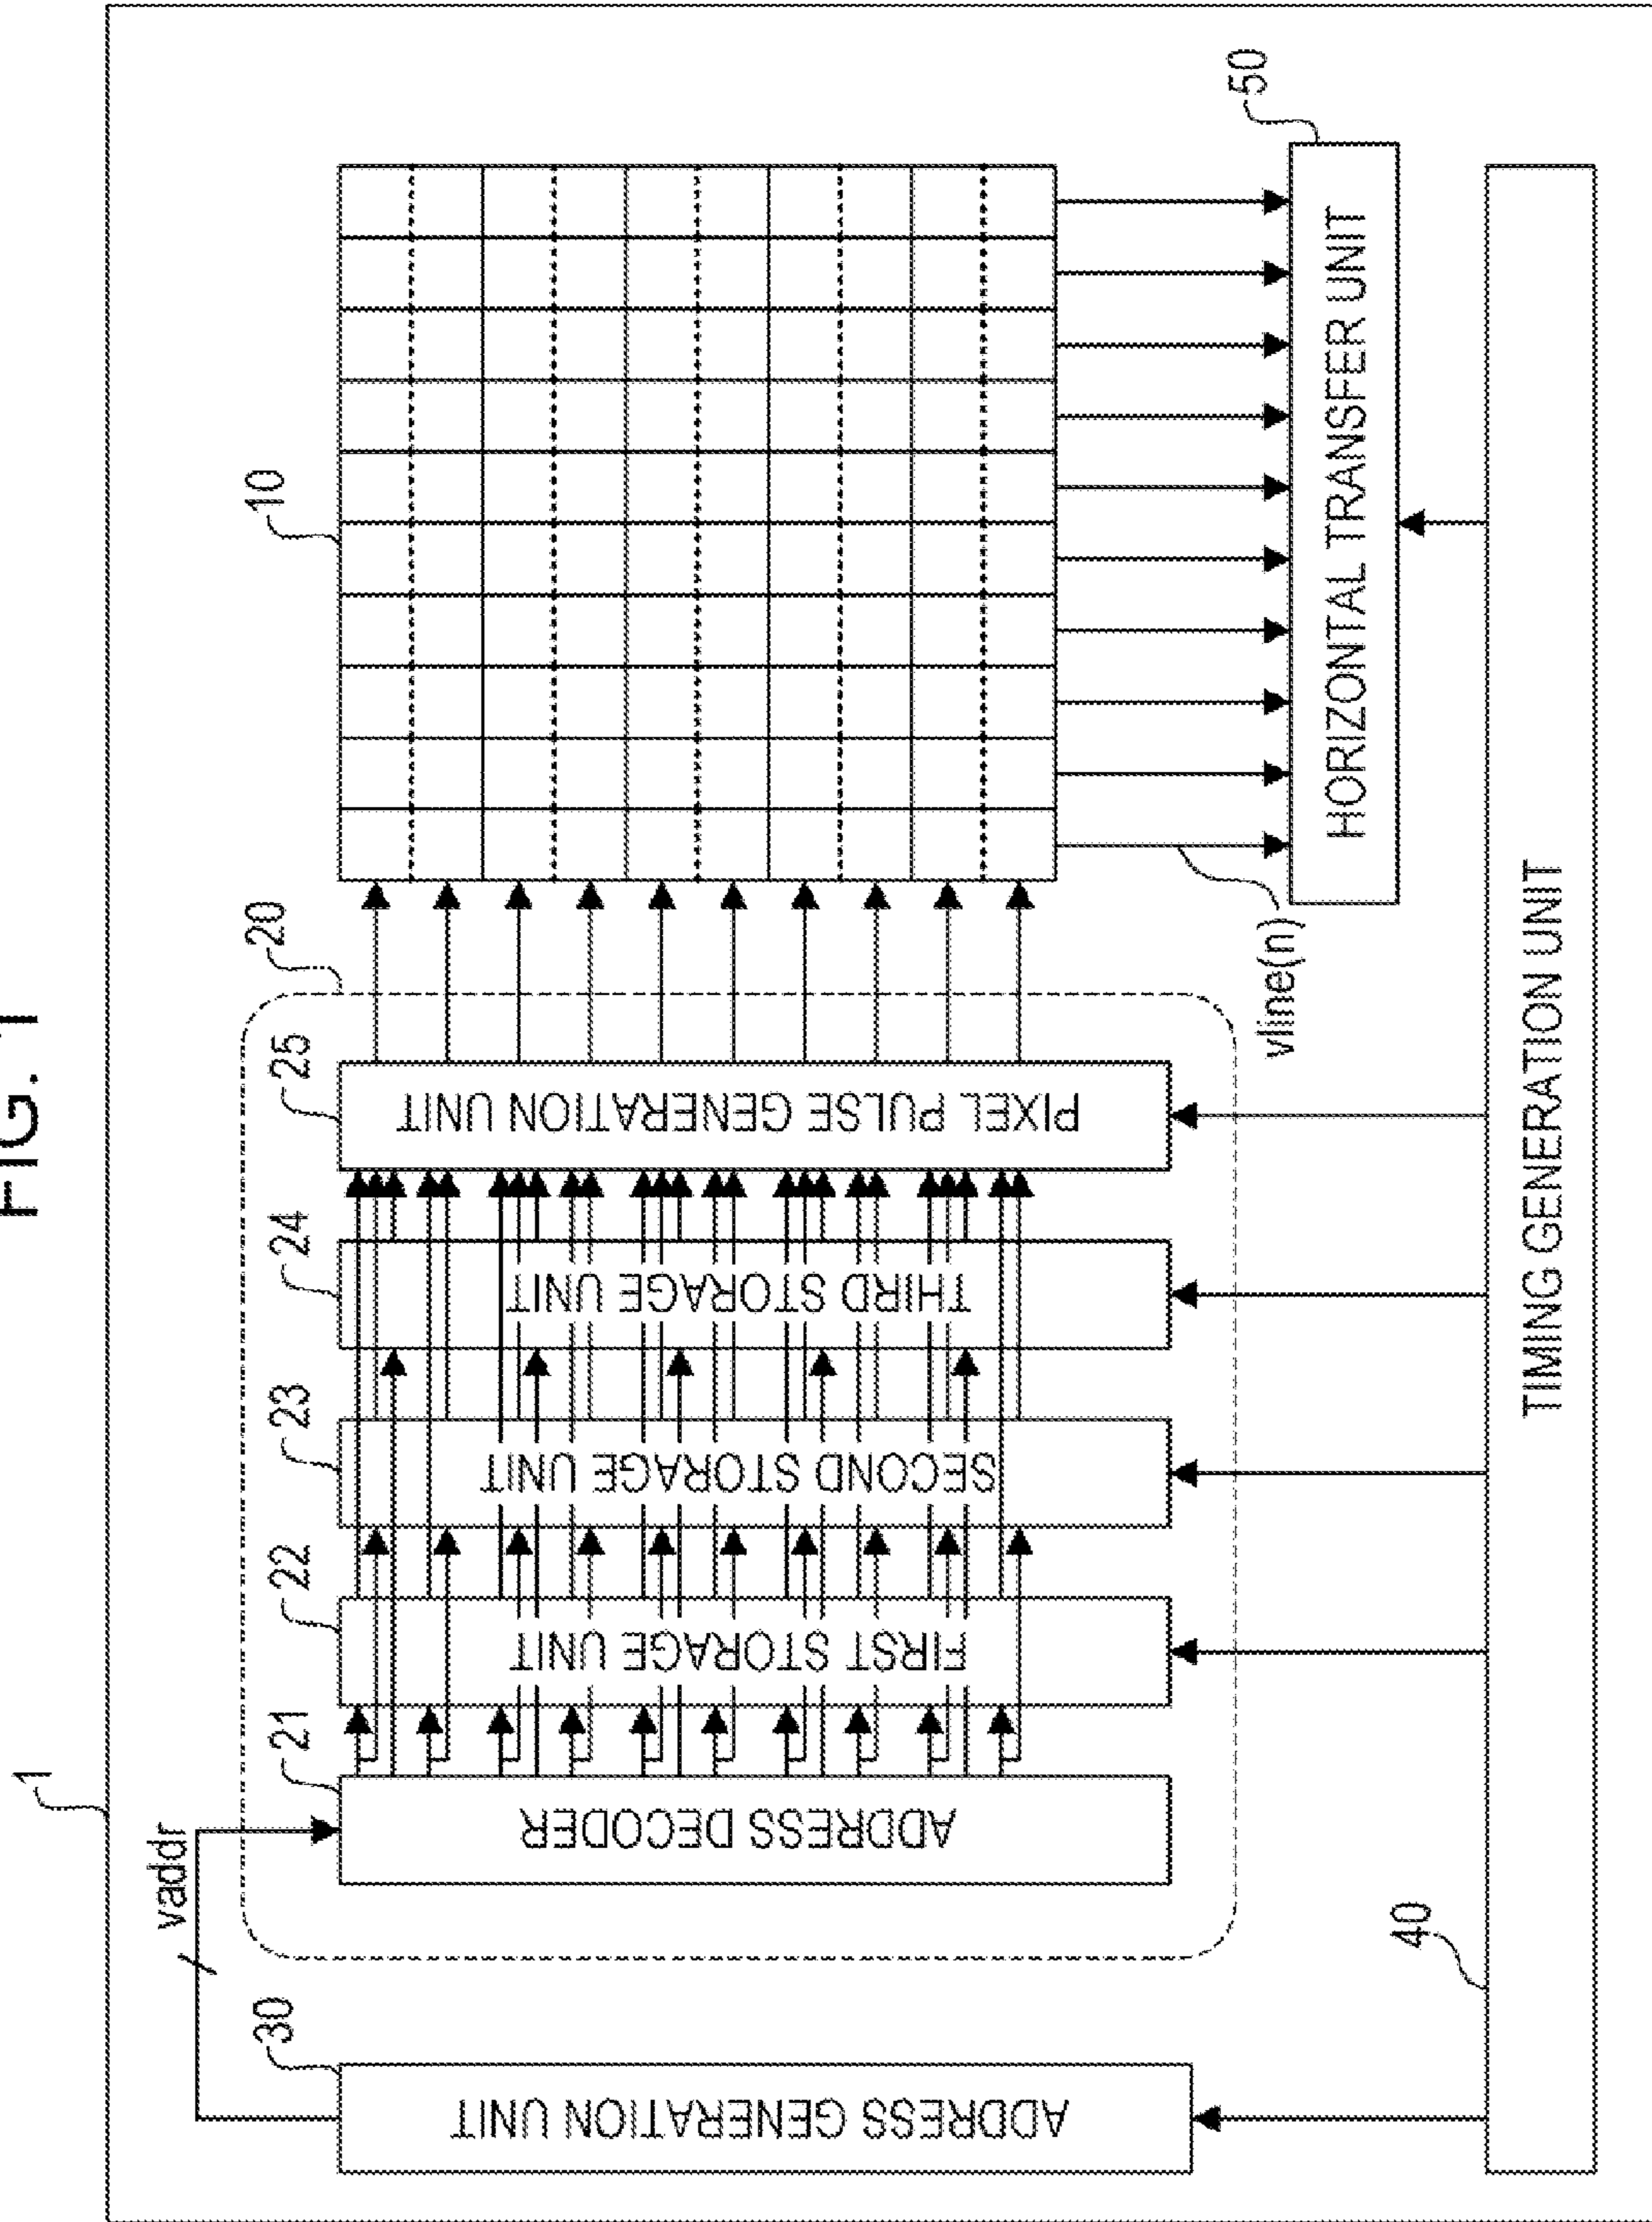 FIG. 1
1
vaddr
30
ADDRESS GENERATION UNIT
20
21
ADDRESS DECODER
22
FIRST STORAGE UNIT
23
SECOND STORAGE UNIT
24
THIRD STORAGE UNIT
25
PIXEL PULSE GENERATION UNIT
10
vline(n)
50
HORIZONTAL TRANSFER UNIT
40
TIMING GENERATION UNIT